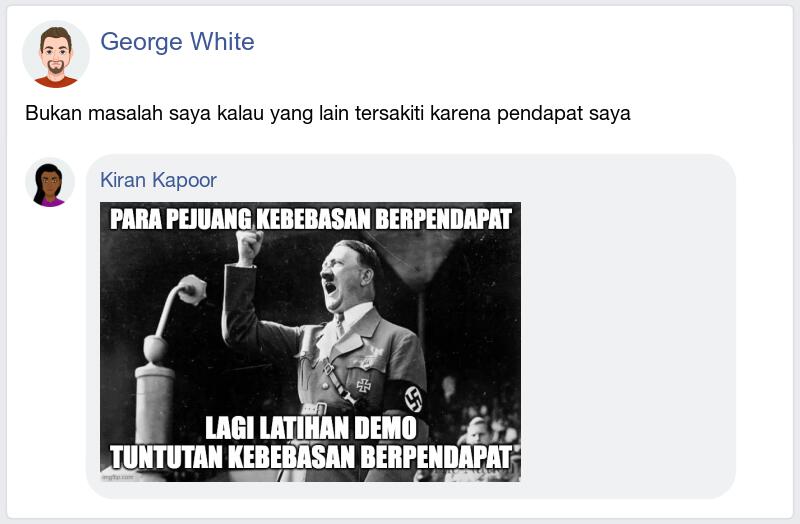 George White
Bukan masalah saya kalau yang lain tersakiti karena pendapat saya
Kiran Kapoor
PARA PEJUANG KEBEBASAN BERPENDAPAT
LAGI LATIHAN DEMO
TUNTUTAN KEBEBASAN BERPENDAPAT
imgflip.com